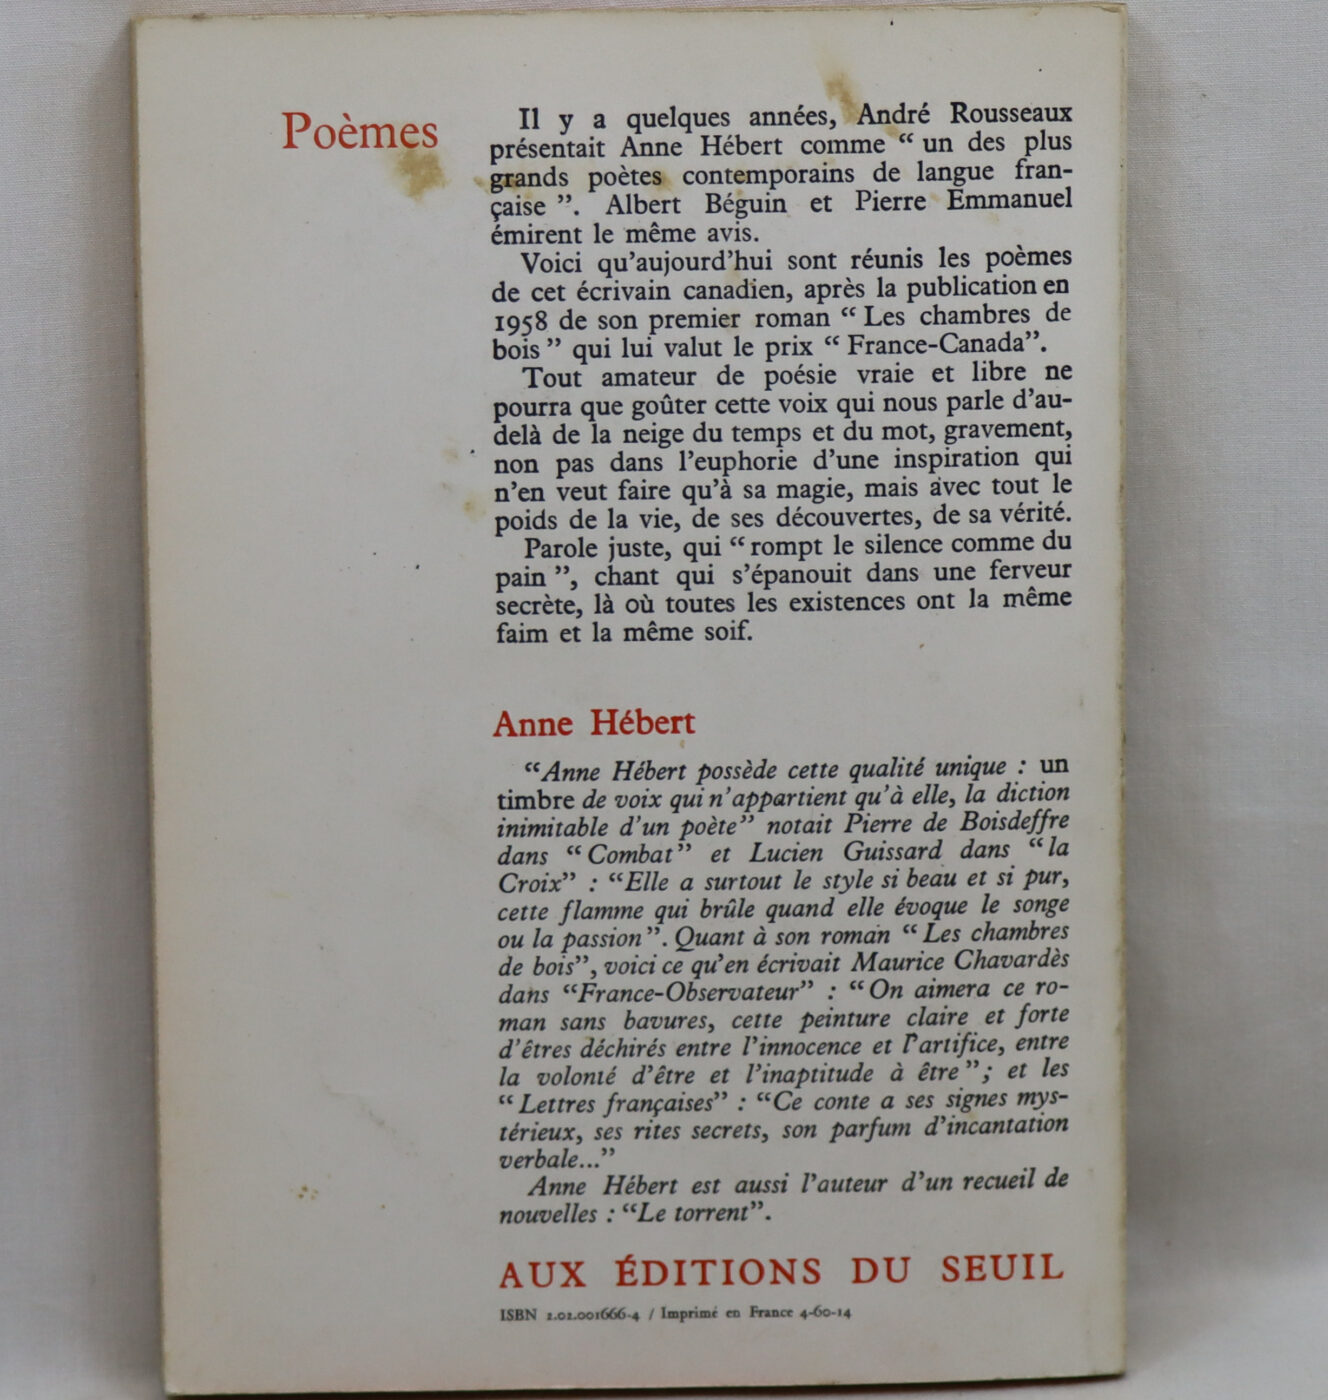 Poèmes
Il y a quelques années, André Rousseaux
présentait Anne Hébert comme “ un des plus
grands poètes contemporains de langue fran-
çaise ”. Albert Béguin et Pierre Emmanuel
émirent le même avis.
Voici qu’aujourd’hui sont réunis les poèmes
de cet écrivain canadien, après la publication en
1958 de son premier roman “ Les chambres de
bois ” qui lui valut le prix “ France-Canada”.
Tout amateur de poésie vraie et libre ne
pourra que goûter cette voix qui nous parle d’au-
delà de la neige du temps et du mot, gravement,
non pas dans l’euphorie d’une inspiration qui
n’en veut faire qu’à sa magie, mais avec tout le
poids de la vie, de ses découvertes, de sa vérité.
Parole juste, qui “ rompt le silence comme du
pain ”, chant qui s’épanouit dans une ferveur
secrète, là où toutes les existences ont la même
faim et la même soif.
Anne Hébert
“Anne Hébert possède cette qualité unique : un
timbre de voix qui n’appartient qu’à elle, la diction
inimitable d’un poète” notait Pierre de Boisdeffre
dans “Combat” et Lucien Guissard dans “la
Croix” : “Elle a surtout le style si beau et si pur,
cette flamme qui brûle quand elle évoque le songe
ou la passion”. Quant à son roman “ Les chambres
de bois”, voici ce qu’en écrivait Maurice Chavardès
dans “France-Observateur” : “On aimera ce ro-
man sans bavures, cette peinture claire et forte
d’êtres déchirés entre l’innocence et l’artifice, entre
la volonté d’être et l’inaptitude à être”; et les
“Lettres françaises” : “Ce conte a ses signes mys-
térieux, ses rites secrets, son parfum d’incantation
verbale...”
Anne Hébert est aussi l’auteur d’un recueil de
nouvelles : “Le torrent”.
AUX ÉDITIONS DU SEUIL
ISBN 2.02.001666-4 / Imprimé en France 4-60-14